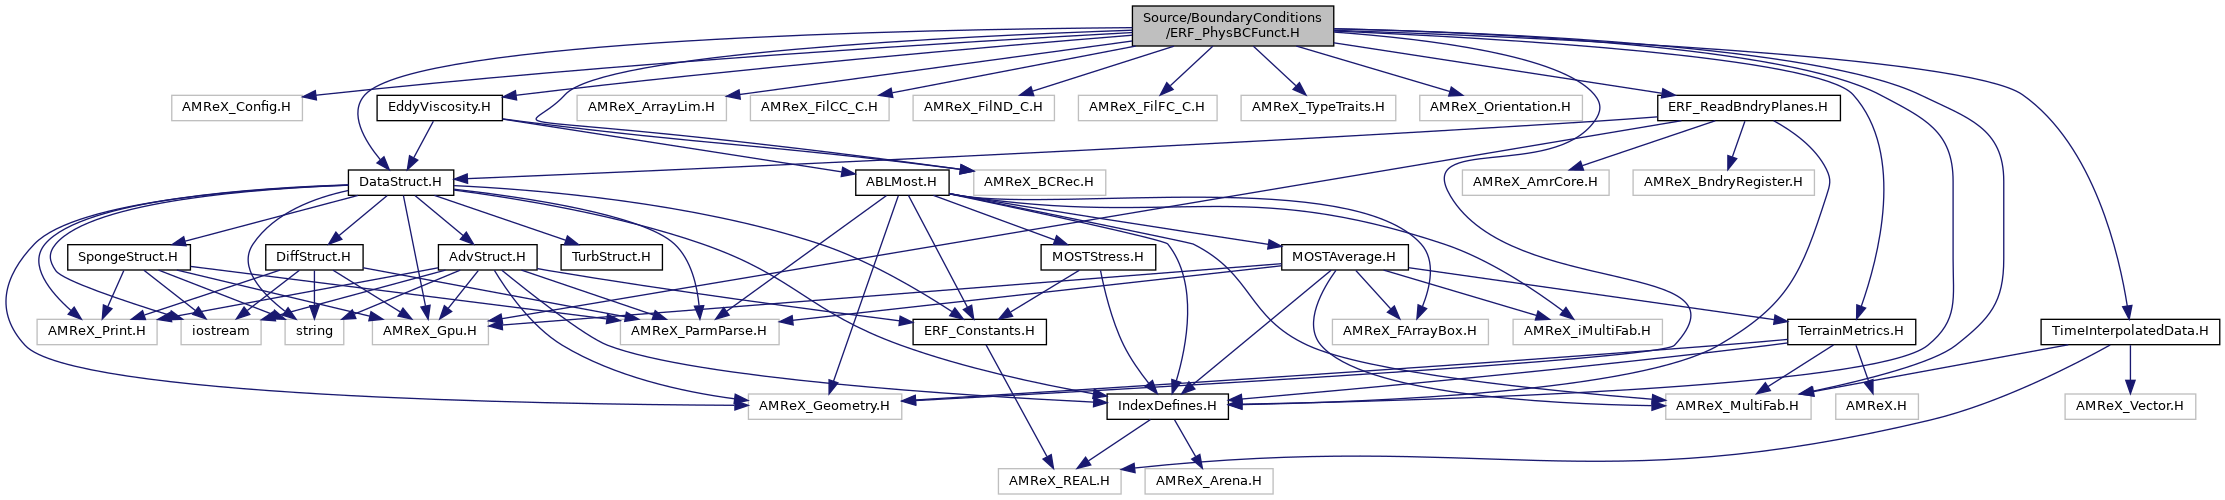 Source/BoundaryConditions
/ERF_PhysBCFunct.H
AMReX_Config.H
EddyViscosity.H
AMReX_ArrayLim.H
AMReX_FilCC_C.H
AMReX_FilND_C.H
AMReX_FilFC_C.H
AMReX_TypeTraits.H
AMReX_Orientation.H
ERF_ReadBndryPlanes.H
DataStruct.H
ABLMost.H
AMReX_BCRec.H
AMReX_AmrCore.H
AMReX_BndryRegister.H
SpongeStruct.H
DiffStruct.H
AdvStruct.H
TurbStruct.H
MOSTStress.H
MOSTAverage.H
AMReX_Print.H
iostream
string
AMReX_Gpu.H
AMReX_ParmParse.H
ERF_Constants.H
AMReX_FArrayBox.H
AMReX_iMultiFab.H
TerrainMetrics.H
TimeInterpolatedData.H
AMReX_Geometry.H
IndexDefines.H
AMReX_MultiFab.H
AMReX.H
AMReX_Vector.H
AMReX_REAL.H
AMReX_Arena.H